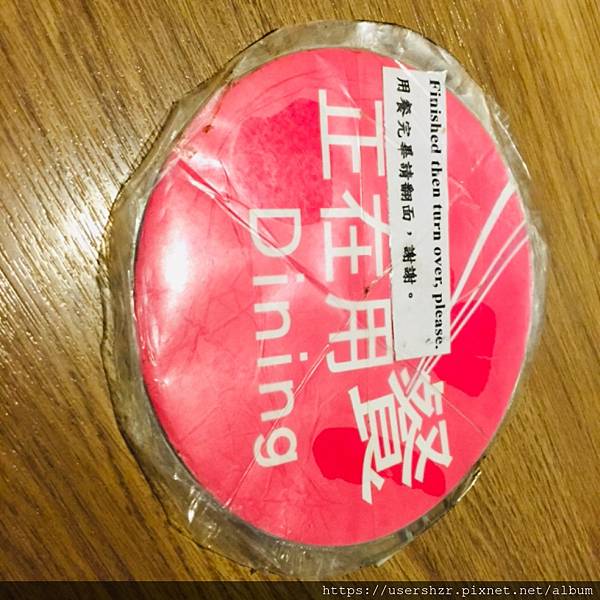 Finished then turn over, please.
用餐完畢請翻面，謝謝。
正在用餐
Dining
https://usershzr.pixnet.net/album